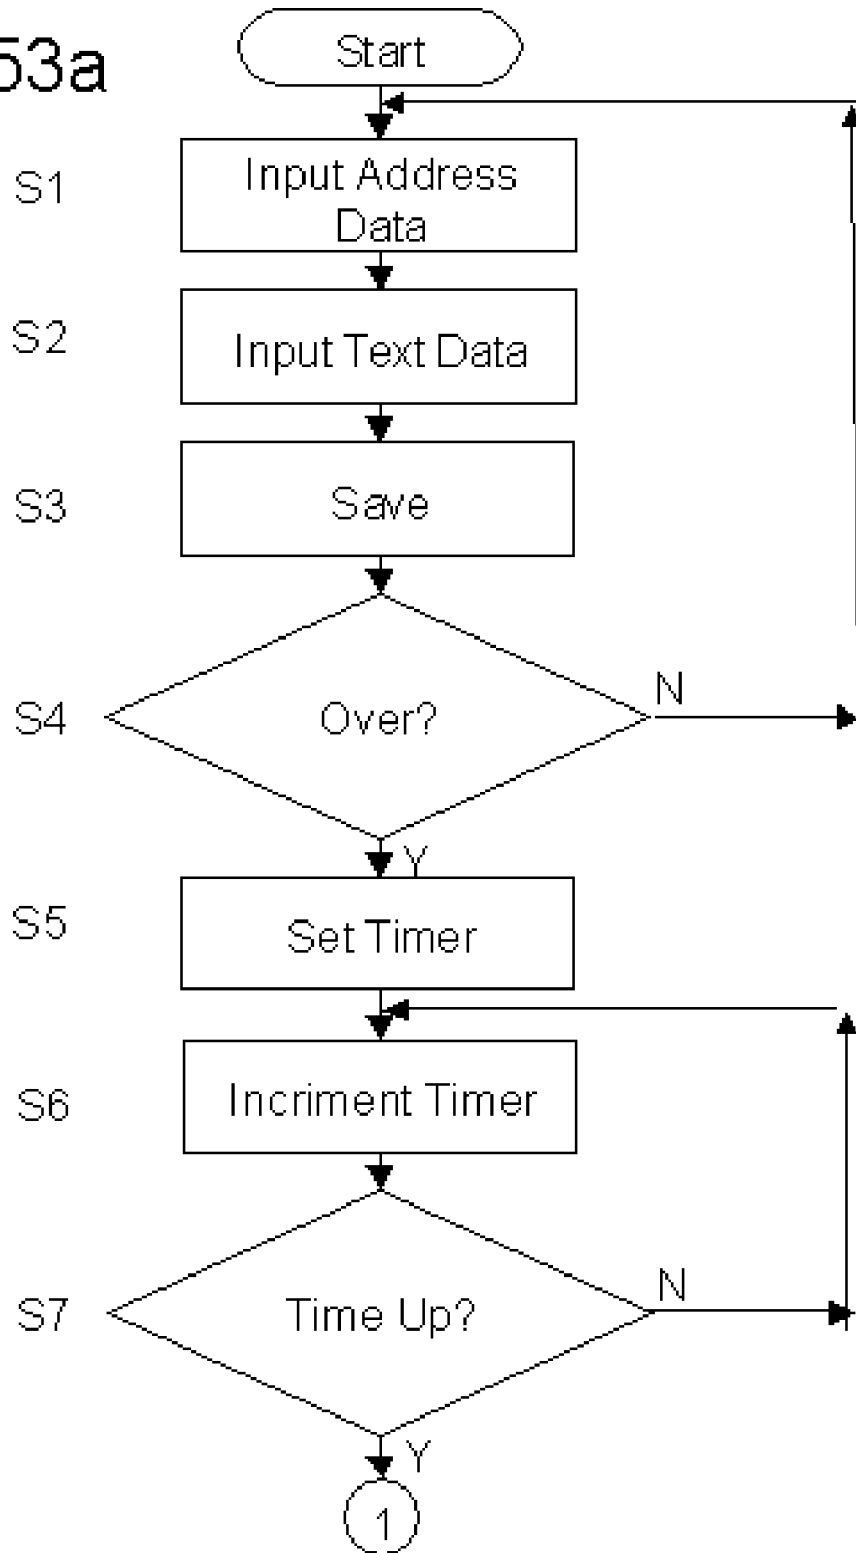 53a
Start
S1
Input Address
Data
S2
Input Text Data
S3
Save
S4
Over?
N
Y
S5
Set Timer
S6
Incriment Timer
S7
Time Up?
N
Y
1